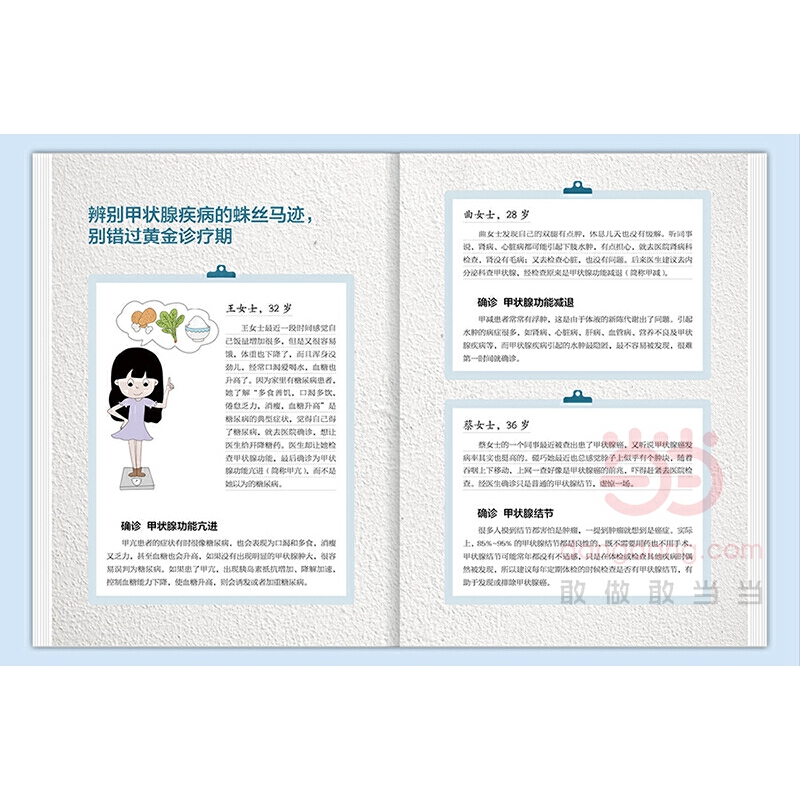 辨别甲状腺疾病的蛛丝马迹，
别错过黄金诊疗期
王女士，32 岁
王女士最近一段时间感觉自
己饭量增加很多，但是又很容易
饿，体重也下降了，而且浑身没
劲儿，经常口渴爱喝水，血糖也
升高了。因为家里有糖尿病患者，
她了解“多食善饥，口渴多饮，
倦怠乏力，消瘦，血糖升高”是
糖尿病的典型症状，觉得自己得
了糖尿病，就去医院确诊，想让
医生给开降糖药。医生却让她检
查甲状腺功能，最后确诊为甲状
腺功能亢进（简称甲亢），而不是
她以为的糖尿病。
确诊 甲状腺功能亢进
甲亢患者的症状有时很像糖尿病，也会表现为口渴和多食，消瘦
又乏力，甚至血糖也会升高，如果没有出现明显的甲状腺肿大，很容
易误判为糖尿病。如果患了甲亢，出现胰岛素抵抗增加、降解加速，
控制血糖能力下降，使血糖升高，则会诱发或者加重糖尿病。
曲女士，28 岁
曲女士发现自己的双腿有点肿，休息几天也没有缓解。听同事
说，肾病、心脏病都可能引起下肢水肿，有点担心，就去医院肾病科
检查，肾没有毛病；又去检查心脏，也没有问题。后来医生建议去内
分泌科查甲状腺，经检查原来是甲状腺功能减退（简称甲减）。
确诊 甲状腺功能减退
甲减患者常常有浮肿，这是由于体液的新陈代谢出了问题。引起
水肿的病症很多，如肾病、心脏病、肝病、血管病，营养不良及甲状
腺疾病等，而甲状腺疾病引起的水肿最隐匿，最不容易被发现，很难
第一时间就确诊。
蔡女士，36 岁
蔡女士的一个同事最近被查出患了甲状腺癌，又听说甲状腺癌发
病率其实也挺高的。碰巧她最近也总感觉脖子上似乎有个肿块，随着
吞咽上下移动，上网一查好像是甲状腺癌的前兆，吓得赶紧去医院检
查。经医生确诊只是普通的甲状腺结节，虚惊一场。
确诊 甲状腺结节
很多人摸到结节都害怕是肿瘤，一提到肿瘤就想到是癌症。实际
上，85%~95% 的甲状腺结节都是良性的，既不需要用药也不用手术。
甲状腺结节可能常年都没有不适感，只是在体检或检查其他疾病时偶
然被发现，所以建议每年定期体检的时候检查是否有甲状腺结节，有
助于发现或排除甲状腺癌。
当当
dangdang.com
敢做敢当当